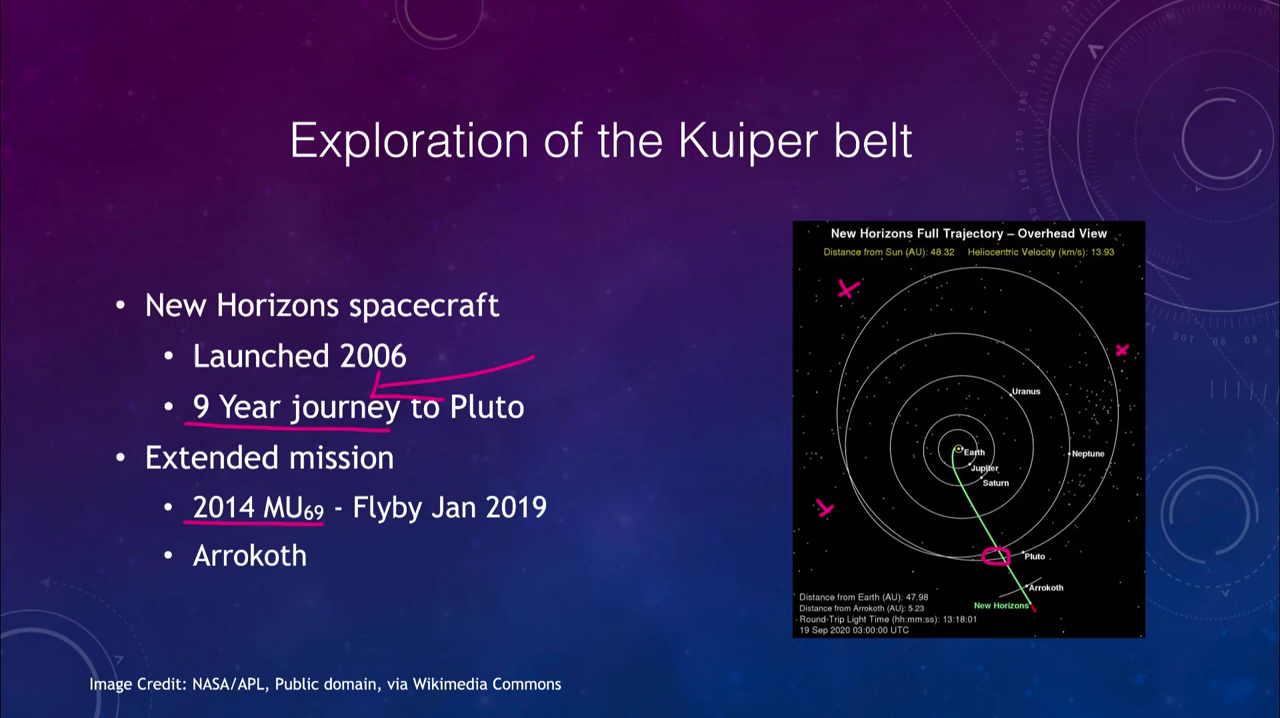 Exploration of the Kuiper belt
• New Horizons spacecraft
• Launched 2006
• 9 Year journey to Pluto
• Extended mission
• 2014 MU₆₉ - Flyby Jan 2019
• Arrokoth
New Horizons Full Trajectory – Overhead View
Distance from Sun (AU): 48.32 Heliocentric Velocity (km/s): 13.93
Uranus
Earth
Neptune
Jupiter
Saturn
Pluto
Arrokoth
New Horizons
Distance from Earth (AU): 47.98
Distance from Arrokoth (AU): 5.23
Round-Trip Light Time (hh:mm:ss): 13:18:01
19 Sep 2020 03:00:00 UTC
Image Credit: NASA/APL, Public domain, via Wikimedia Commons